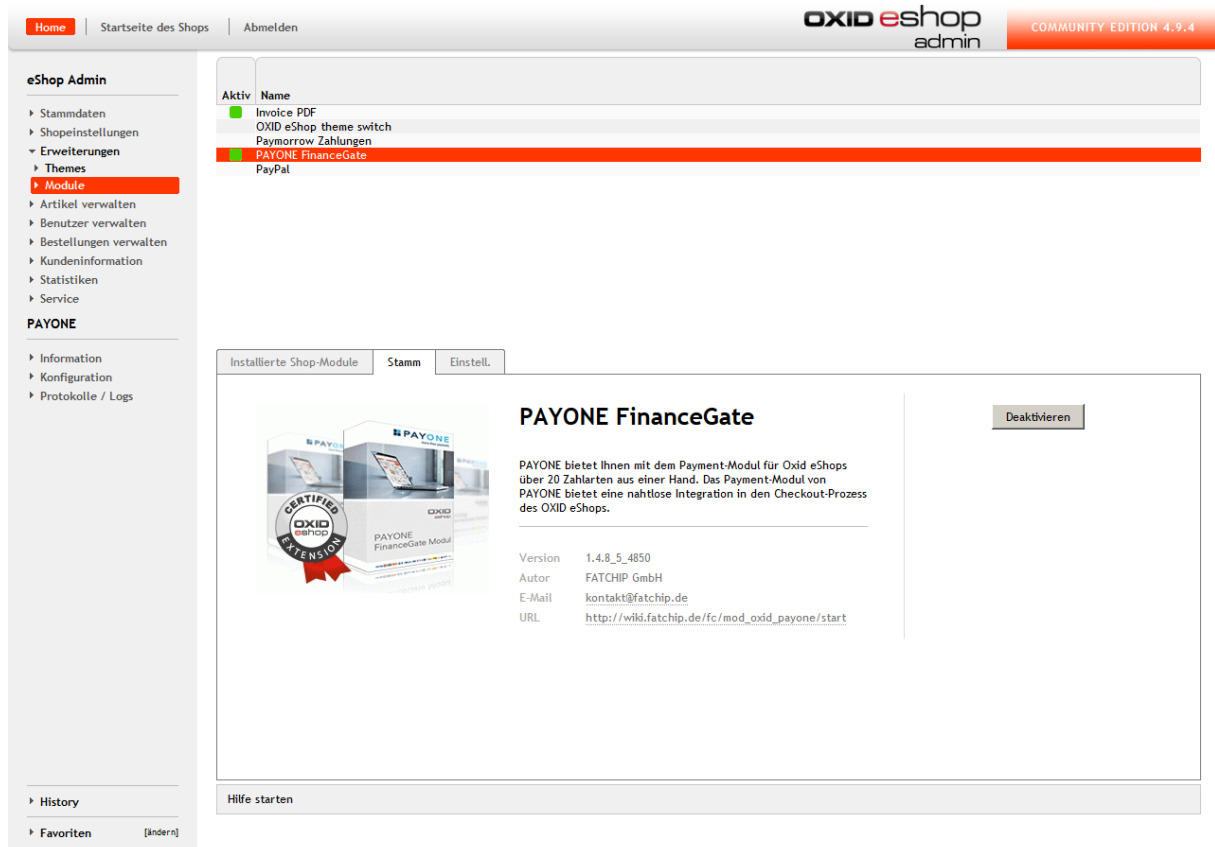 Home
Startseite des Shops
Abmelden
OXID eshop
admin
COMMUNITY EDITION 4.9.4
eShop Admin
Stammdaten
Shopeinstellungen
Erweiterungen
Themes
Module
Artikel verwalten
Benutzer verwalten
Bestellungen verwalten
Kundeninformation
Statistiken
Service
PAYONE
Information
Konfiguration
Protokolle / Logs
History
Favoriten [ändern]
Aktiv Name
Invoice PDF
OXID eShop theme switch
Paymorrow Zahlungen
PAYONE FinanceGate
PayPal
Installierte Shop-Module
Stamm
Einstell.
PAYONE
CERTIFIED
OXID
eshop
EXTENSION
OXID
eshop
PAYONE
FinanceGate Modul
PAYONE FinanceGate
PAYONE bietet Ihnen mit dem Payment-Modul für Oxid eShops
über 20 Zahlarten aus einer Hand. Das Payment-Modul von
PAYONE bietet eine nahtlose Integration in den Checkout-Prozess
des OXID eShops.
Version 1.4.8_5_4850
Autor FATCHIP GmbH
E-Mail kontakt@fatchip.de
URL http://wiki.fatchip.de/fc/mod_oxid_payone/start
Deaktivieren
Hilfe starten